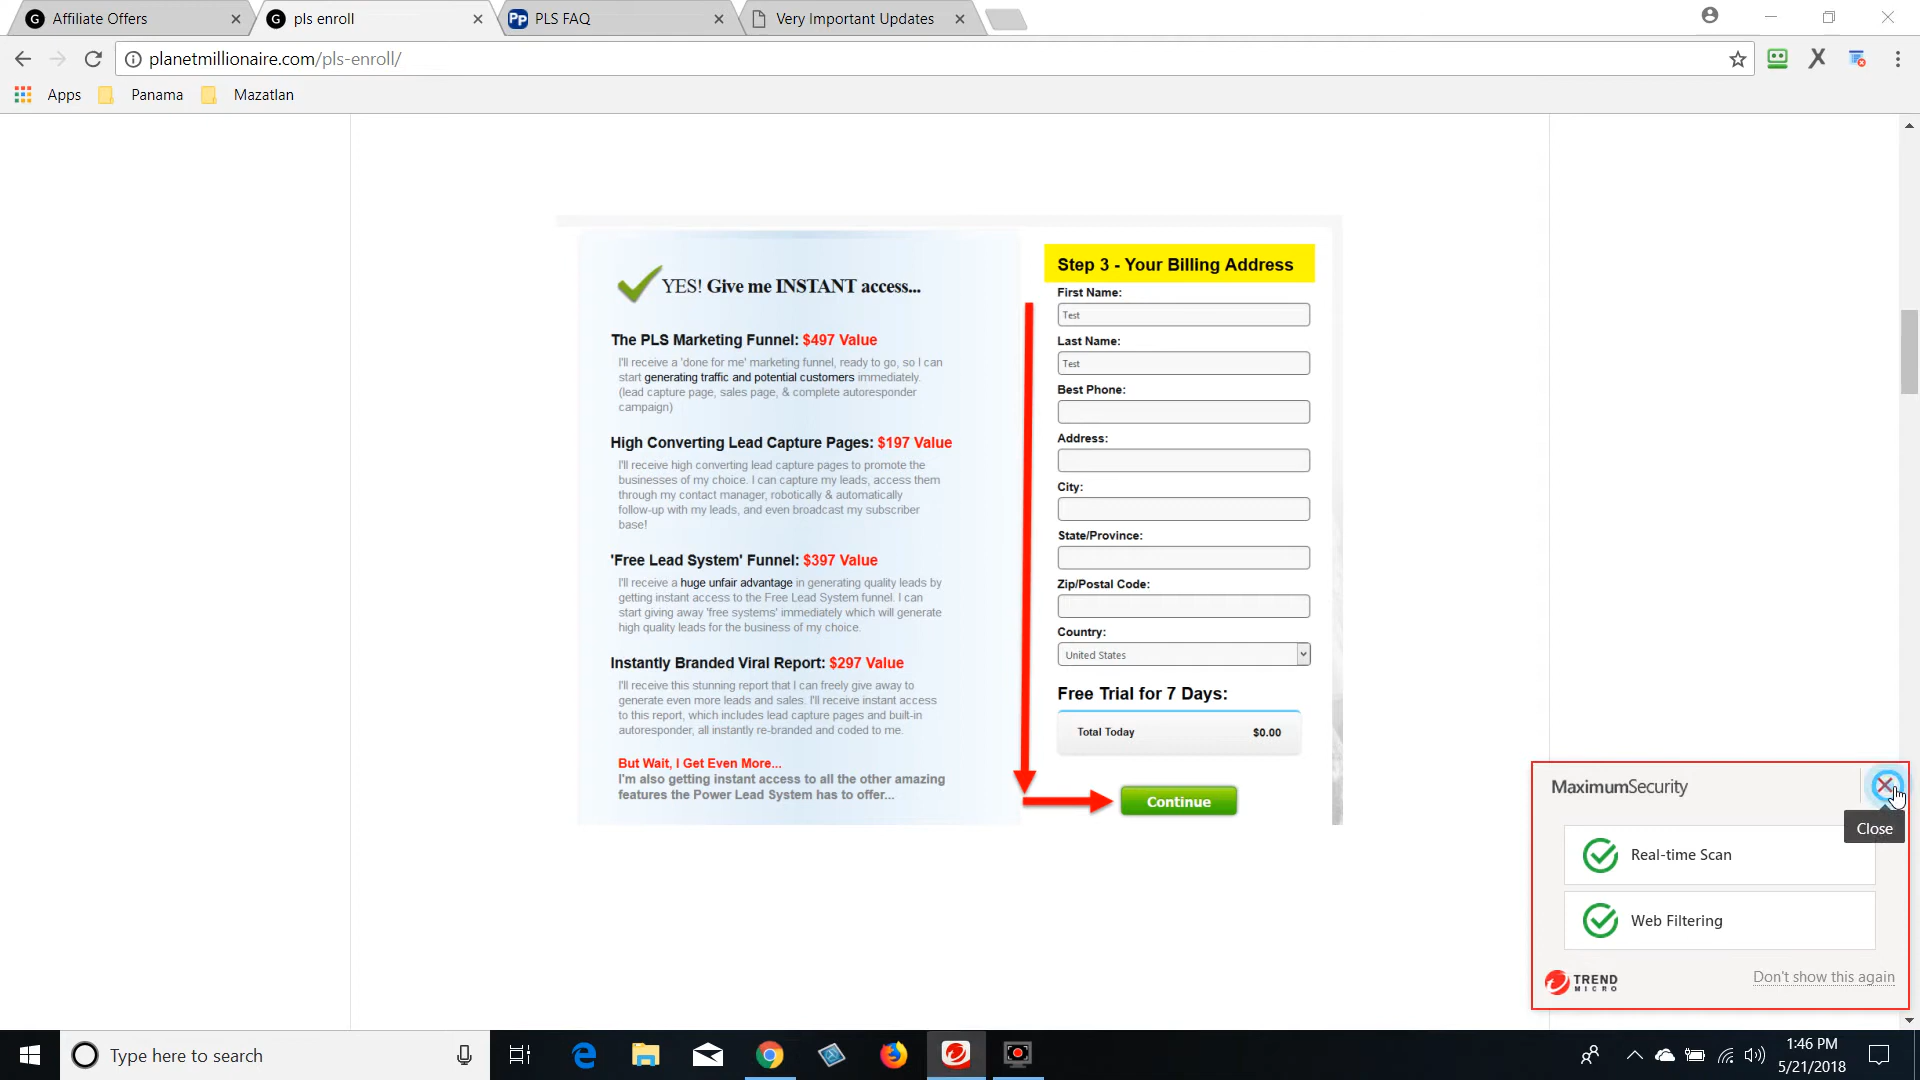 Affiliate Offers
pls enroll
PLS FAQ
Very Important Updates
planetmillionaire.com/pls-enroll/
Apps
Panama
Mazatlan
YES! Give me INSTANT access...
The PLS Marketing Funnel: $497 Value
I'll receive a 'done for me' marketing funnel, ready to go, so I can
start generating traffic and potential customers immediately.
(lead capture page, sales page, & complete autoresponder
campaign)
High Converting Lead Capture Pages: $197 Value
I'll receive high converting lead capture pages to promote the
businesses of my choice. I can capture my leads, access them
through my contact manager, robotically & automatically
follow-up with my leads, and even broadcast my subscriber
base!
'Free Lead System' Funnel: $397 Value
I'll receive a huge unfair advantage in generating quality leads by
getting instant access to the Free Lead System funnel. I can
start giving away 'free systems' immediately which will generate
high quality leads for the business of my choice.
Instantly Branded Viral Report: $297 Value
I'll receive this stunning report that I can freely give away to
generate even more leads and sales. I'll receive instant access
to this report, which includes lead capture pages and built-in
autoresponder, all instantly re-branded and coded to me.
But Wait, I Get Even More...
I'm also getting instant access to all the other amazing
features the Power Lead System has to offer...
Step 3 - Your Billing Address
First Name:
Test
Last Name:
Test
Best Phone:
Address:
City:
State/Province:
Zip/Postal Code:
Country:
United States
Free Trial for 7 Days:
Total Today $0.00
Continue
MaximumSecurity
Close
Real-time Scan
Web Filtering
TREND
MICRO
Don't show this again
Type here to search
1:46 PM
5/21/2018